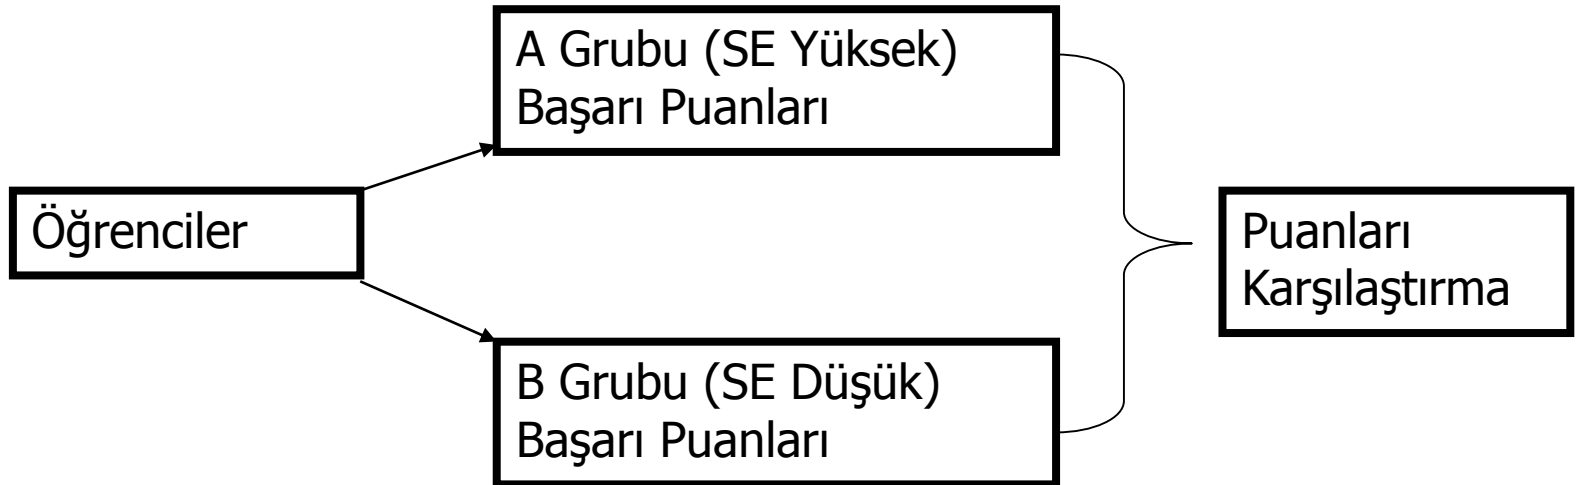 A Grubu (SE Yüksek)
Başarı Puanları
Öğrenciler
Puanları
Karşılaştırma
B Grubu (SE Düşük)
Başarı Puanları